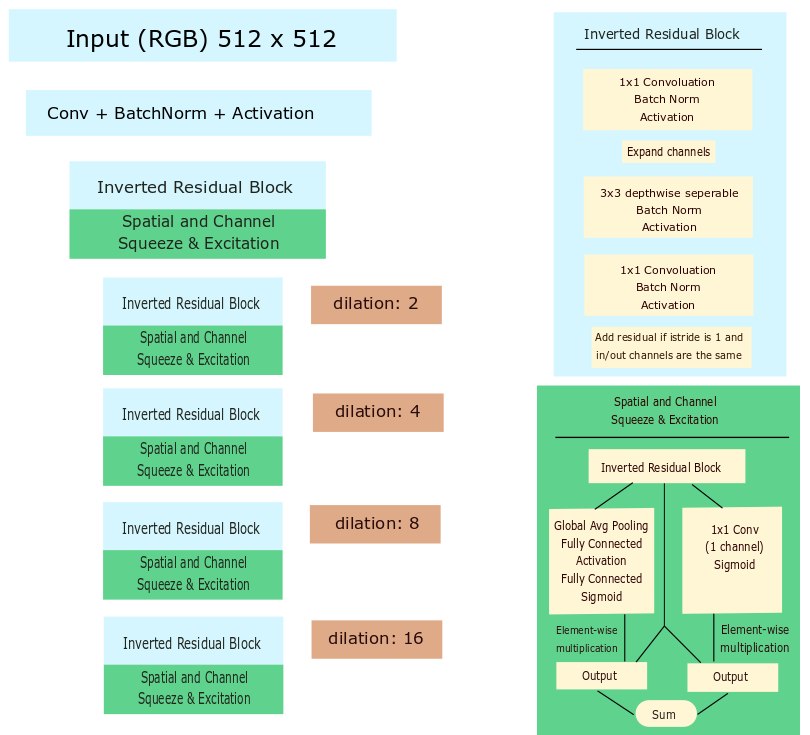 Input (RGB) 512 x 512
Conv + BatchNorm + Activation
Inverted Residual Block
Spatial and Channel
Squeeze & Excitation
Inverted Residual Block
Spatial and Channel
Squeeze & Excitation
dilation: 2
Inverted Residual Block
Spatial and Channel
Squeeze & Excitation
dilation: 4
Inverted Residual Block
Spatial and Channel
Squeeze & Excitation
dilation: 8
Inverted Residual Block
Spatial and Channel
Squeeze & Excitation
dilation: 16
Inverted Residual Block
1x1 Convoluation
Batch Norm
Activation
Expand channels
3x3 depthwise seperable
Batch Norm
Activation
1x1 Convoluation
Batch Norm
Activation
Add residual if istride is 1 and
in/out channels are the same
Spatial and Channel
Squeeze & Excitation
Inverted Residual Block
Global Avg Pooling
Fully Connected
Activation
Fully Connected
Sigmoid
1x1 Conv
(1 channel)
Sigmoid
Element-wise
multiplication
Element-wise
multiplication
Output
Output
Sum